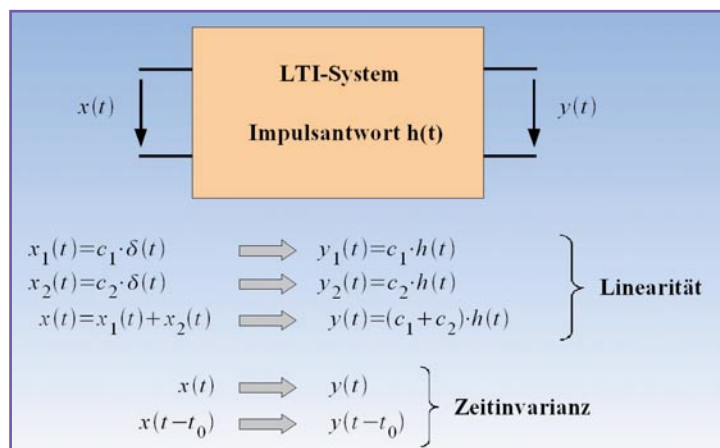 LTI-System
x(t)
Impulsantwort h(t)
y(t)
x₁(t)=c₁·δ(t) y₁(t)=c₁·h(t)
x₂(t)=c₂·δ(t) y₂(t)=c₂·h(t)
Linearität
x(t)=x₁(t)+x₂(t) y(t)=(c₁+c₂)·h(t)
x(t) y(t)
Zeitinvarianz
x(t−t₀) y(t−t₀)